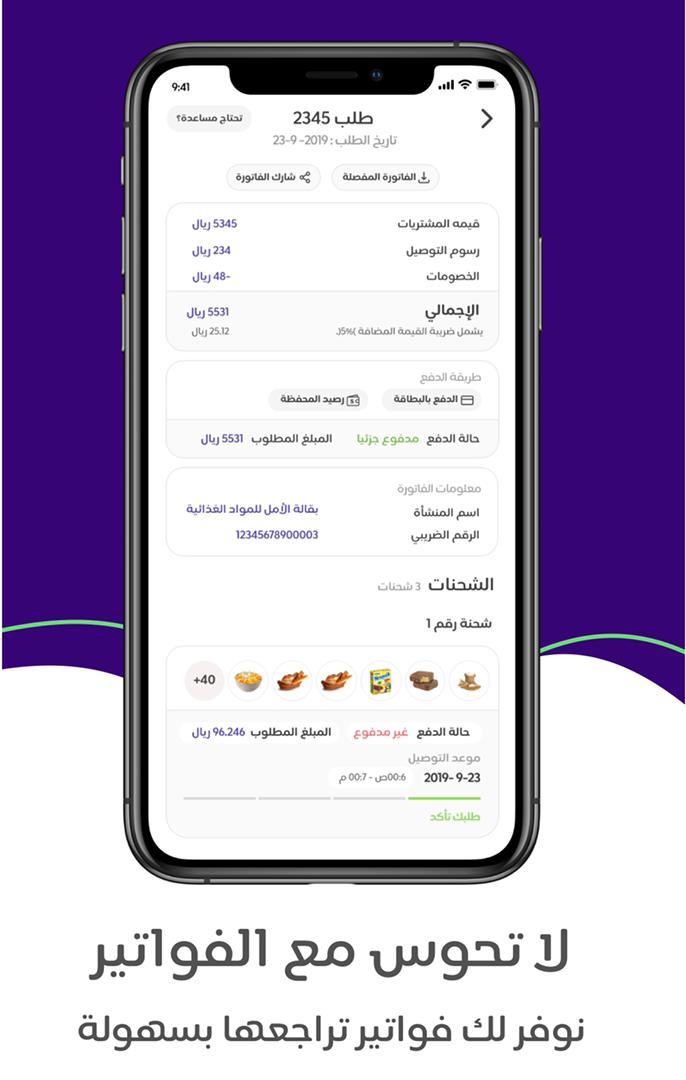 9:41
طلب 2345
تحتاج مساعدة؟
تاريخ الطلب : 2019- 9-23
الفاتورة المفصلة
شارك الفاتورة
قيمه المشتريات 5345 ريال
رسوم التوصيل 234 ريال
الخصومات -48 ريال
الإجمالي 5531 ريال
يشمل ضريبة القيمة المضافة )5%(. 25.12 ريال
طريقة الدفع
الدفع بالبطاقة رصيد المحفظة
حالة الدفع مدفوع جزئيا المبلغ المطلوب 5531 ريال
معلومات الفاتورة
اسم المنشأة بقالة الأمل للمواد الغذائية
الرقم الضريبي 12345678900003
الشحنات 3 شحنات
شحنة رقم 1
+40
حالة الدفع غير مدفوع المبلغ المطلوب 96.246 ريال
موعد التوصيل
2019- 9-23 6:00ص - 7:00 م
طلبك تأكد
لا تحوس مع الفواتير
نوفر لك فواتير تراجعها بسهولة